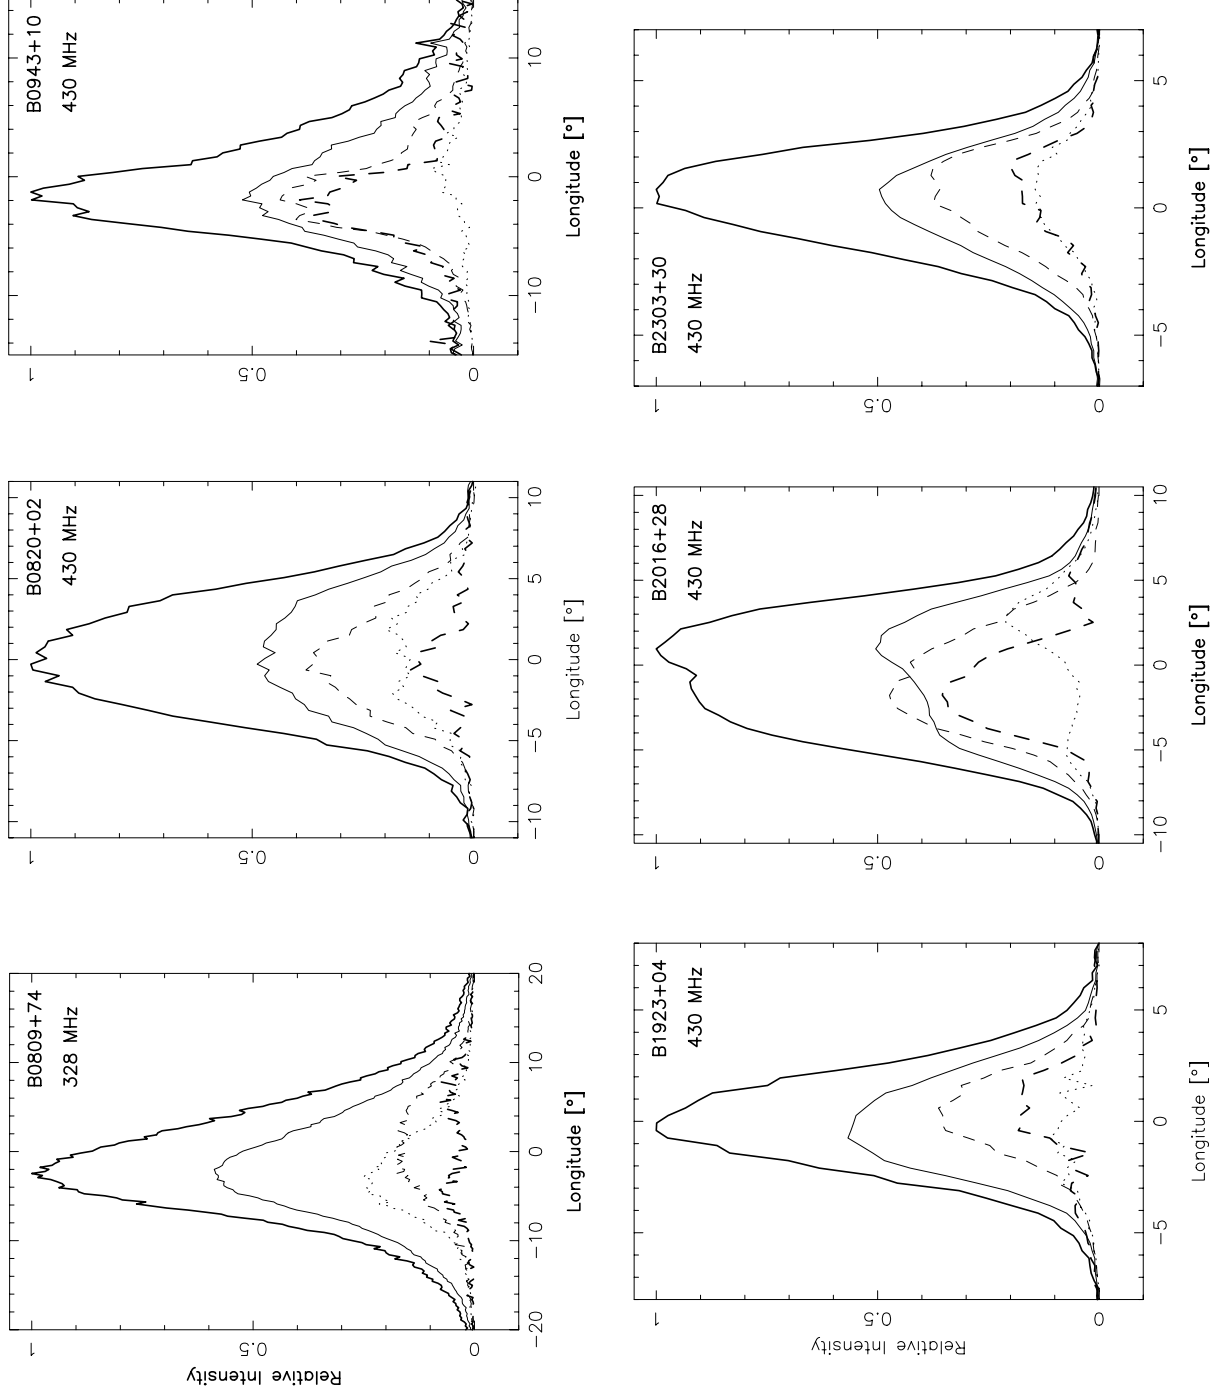 B0809+74
328 MHz
Relative Intensity
1
0.5
0
−20 −10 0 10 20
Longitude [°]
B0820+02
430 MHz
1
0.5
0
−10 −5 0 5 10
Longitude [°]
B0943+10
430 MHz
1
0.5
0
−10 0 10
Longitude [°]
B1923+04
430 MHz
Relative Intensity
1
0.5
0
−5 0 5
Longitude [°]
B2016+28
430 MHz
1
0.5
0
−10 −5 0 5 10
Longitude [°]
B2303+30
430 MHz
1
0.5
0
−5 0 5
Longitude [°]